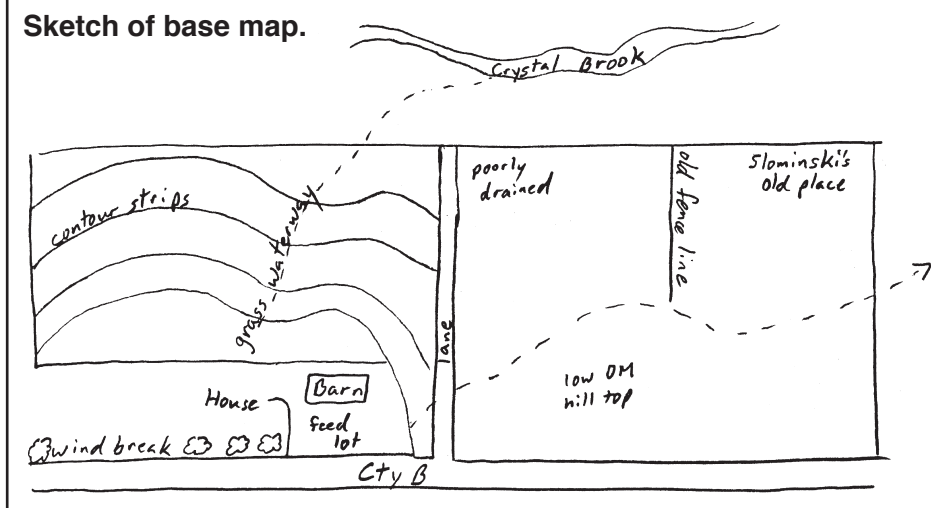 Sketch of base map.
Crystal Brook
poorly
drained
old fence line
Slominski's
old place
contour strips
grass waterway
lane
low OM
hill top
House
Barn
feed
lot
wind break
Cty B